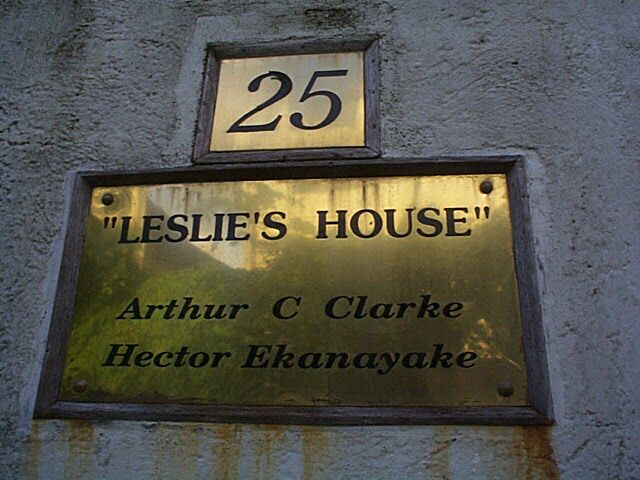 25
"LESLIE'S HOUSE"
Arthur C Clarke
Hector Ekanayake